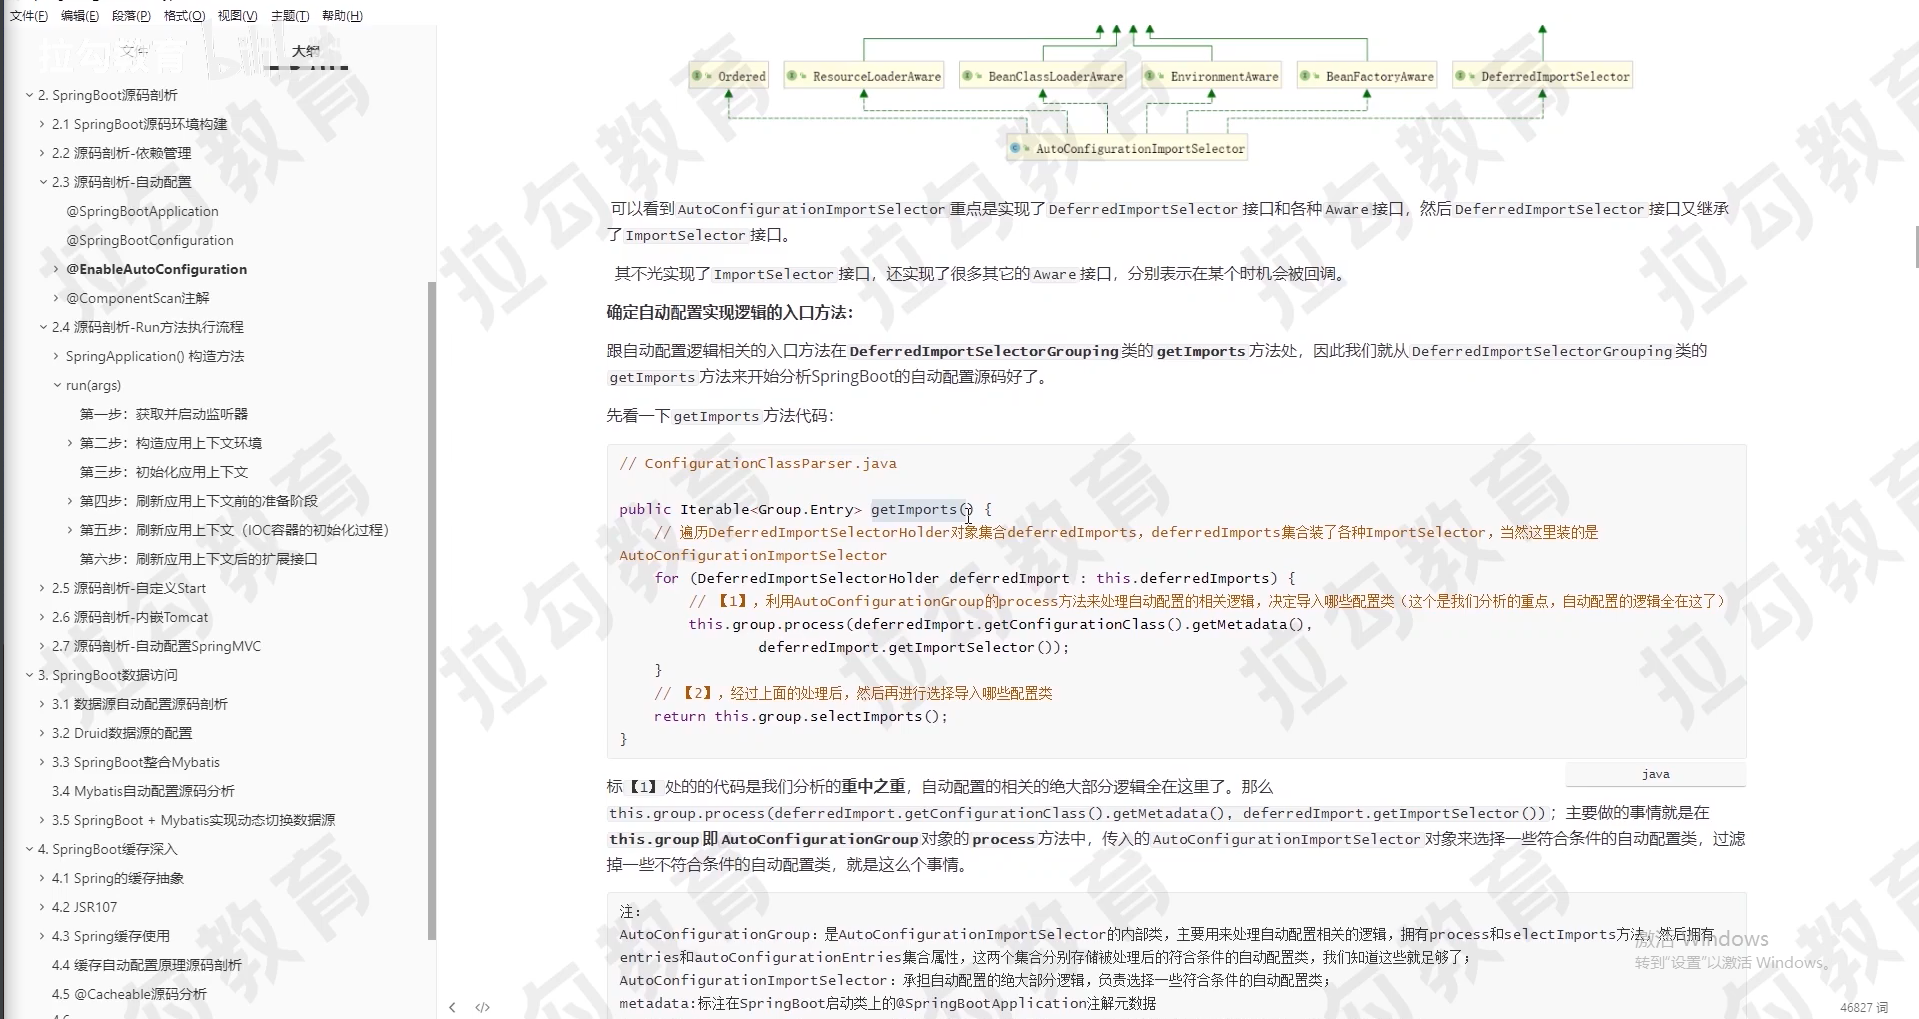 文件(F) 编辑(E) 段落(P) 格式(O) 视图(V) 主题(T) 帮助(H)
拉勾教育
文件 大纲
2. SpringBoot源码剖析
2.1 SpringBoot源码环境构建
2.2 源码剖析-依赖管理
2.3 源码剖析-自动配置
@SpringBootApplication
@SpringBootConfiguration
@EnableAutoConfiguration
@ComponentScan注解
2.4 源码剖析-Run方法执行流程
SpringApplication() 构造方法
run(args)
第一步：获取并启动监听器
第二步：构造应用上下文环境
第三步：初始化应用上下文
第四步：刷新应用上下文前的准备阶段
第五步：刷新应用上下文（IOC容器的初始化过程）
第六步：刷新应用上下文后的扩展接口
2.5 源码剖析-自定义Start
2.6 源码剖析-内嵌Tomcat
2.7 源码剖析-自动配置SpringMVC
3. SpringBoot数据访问
3.1 数据源自动配置源码剖析
3.2 Druid数据源的配置
3.3 SpringBoot整合Mybatis
3.4 Mybatis自动配置源码分析
3.5 SpringBoot + Mybatis实现动态切换数据源
4. SpringBoot缓存深入
4.1 Spring的缓存抽象
4.2 JSR107
4.3 Spring缓存使用
4.4 缓存自动配置原理源码剖析
4.5 @Cacheable源码分析
Ordered ResourceLoaderAware BeanClassLoaderAware EnvironmentAware BeanFactoryAware DeferredImportSelector
AutoConfigurationImportSelector
可以看到 AutoConfigurationImportSelector 重点是实现了 DeferredImportSelector 接口和各种 Aware 接口，然后 DeferredImportSelector 接口又继承
了 ImportSelector 接口。
其不光实现了 ImportSelector 接口，还实现了很多其它的 Aware 接口，分别表示在某个时机会被回调。
确定自动配置实现逻辑的入口方法：
跟自动配置逻辑相关的入口方法在 DeferredImportSelectorGrouping 类的 getImports 方法处，因此我们就从 DeferredImportSelectorGrouping 类的
getImports 方法来开始分析SpringBoot的自动配置源码好了。
先看一下 getImports 方法代码：
// ConfigurationClassParser.java
public Iterable<Group.Entry> getImports() {
// 遍历DeferredImportSelectorHolder对象集合deferredImports，deferredImports集合装了各种ImportSelector，当然这里装的是
AutoConfigurationImportSelector
for (DeferredImportSelectorHolder deferredImport : this.deferredImports) {
// 【1】，利用AutoConfigurationGroup的process方法来处理自动配置的相关逻辑，决定导入哪些配置类（这个是我们分析的重点，自动配置的逻辑全在这了）
this.group.process(deferredImport.getConfigurationClass().getMetadata(),
deferredImport.getImportSelector());
}
// 【2】，经过上面的处理后，然后再进行选择导入哪些配置类
return this.group.selectImports();
}
java
标【1】处的的代码是我们分析的重中之重，自动配置的相关的绝大部分逻辑全在这里了。那么
this.group.process(deferredImport.getConfigurationClass().getMetadata(), deferredImport.getImportSelector())；主要做的事情就是在
this.group 即 AutoConfigurationGroup 对象的 process 方法中，传入的 AutoConfigurationImportSelector 对象来选择一些符合条件的自动配置类，过滤
掉一些不符合条件的自动配置类，就是这么个事情。
注：
AutoConfigurationGroup：是AutoConfigurationImportSelector的内部类，主要用来处理自动配置相关的逻辑，拥有process和selectImports方法，然后拥有
entries和autoConfigurationEntries集合属性，这两个集合分别存储被处理后的符合条件的自动配置类，我们知道这些就足够了；
AutoConfigurationImportSelector：承担自动配置的绝大部分逻辑，负责选择一些符合条件的自动配置类；
metadata:标注在SpringBoot启动类上的@SpringBootApplication注解元数据
激活 Windows
转到"设置"以激活 Windows。
46827 词